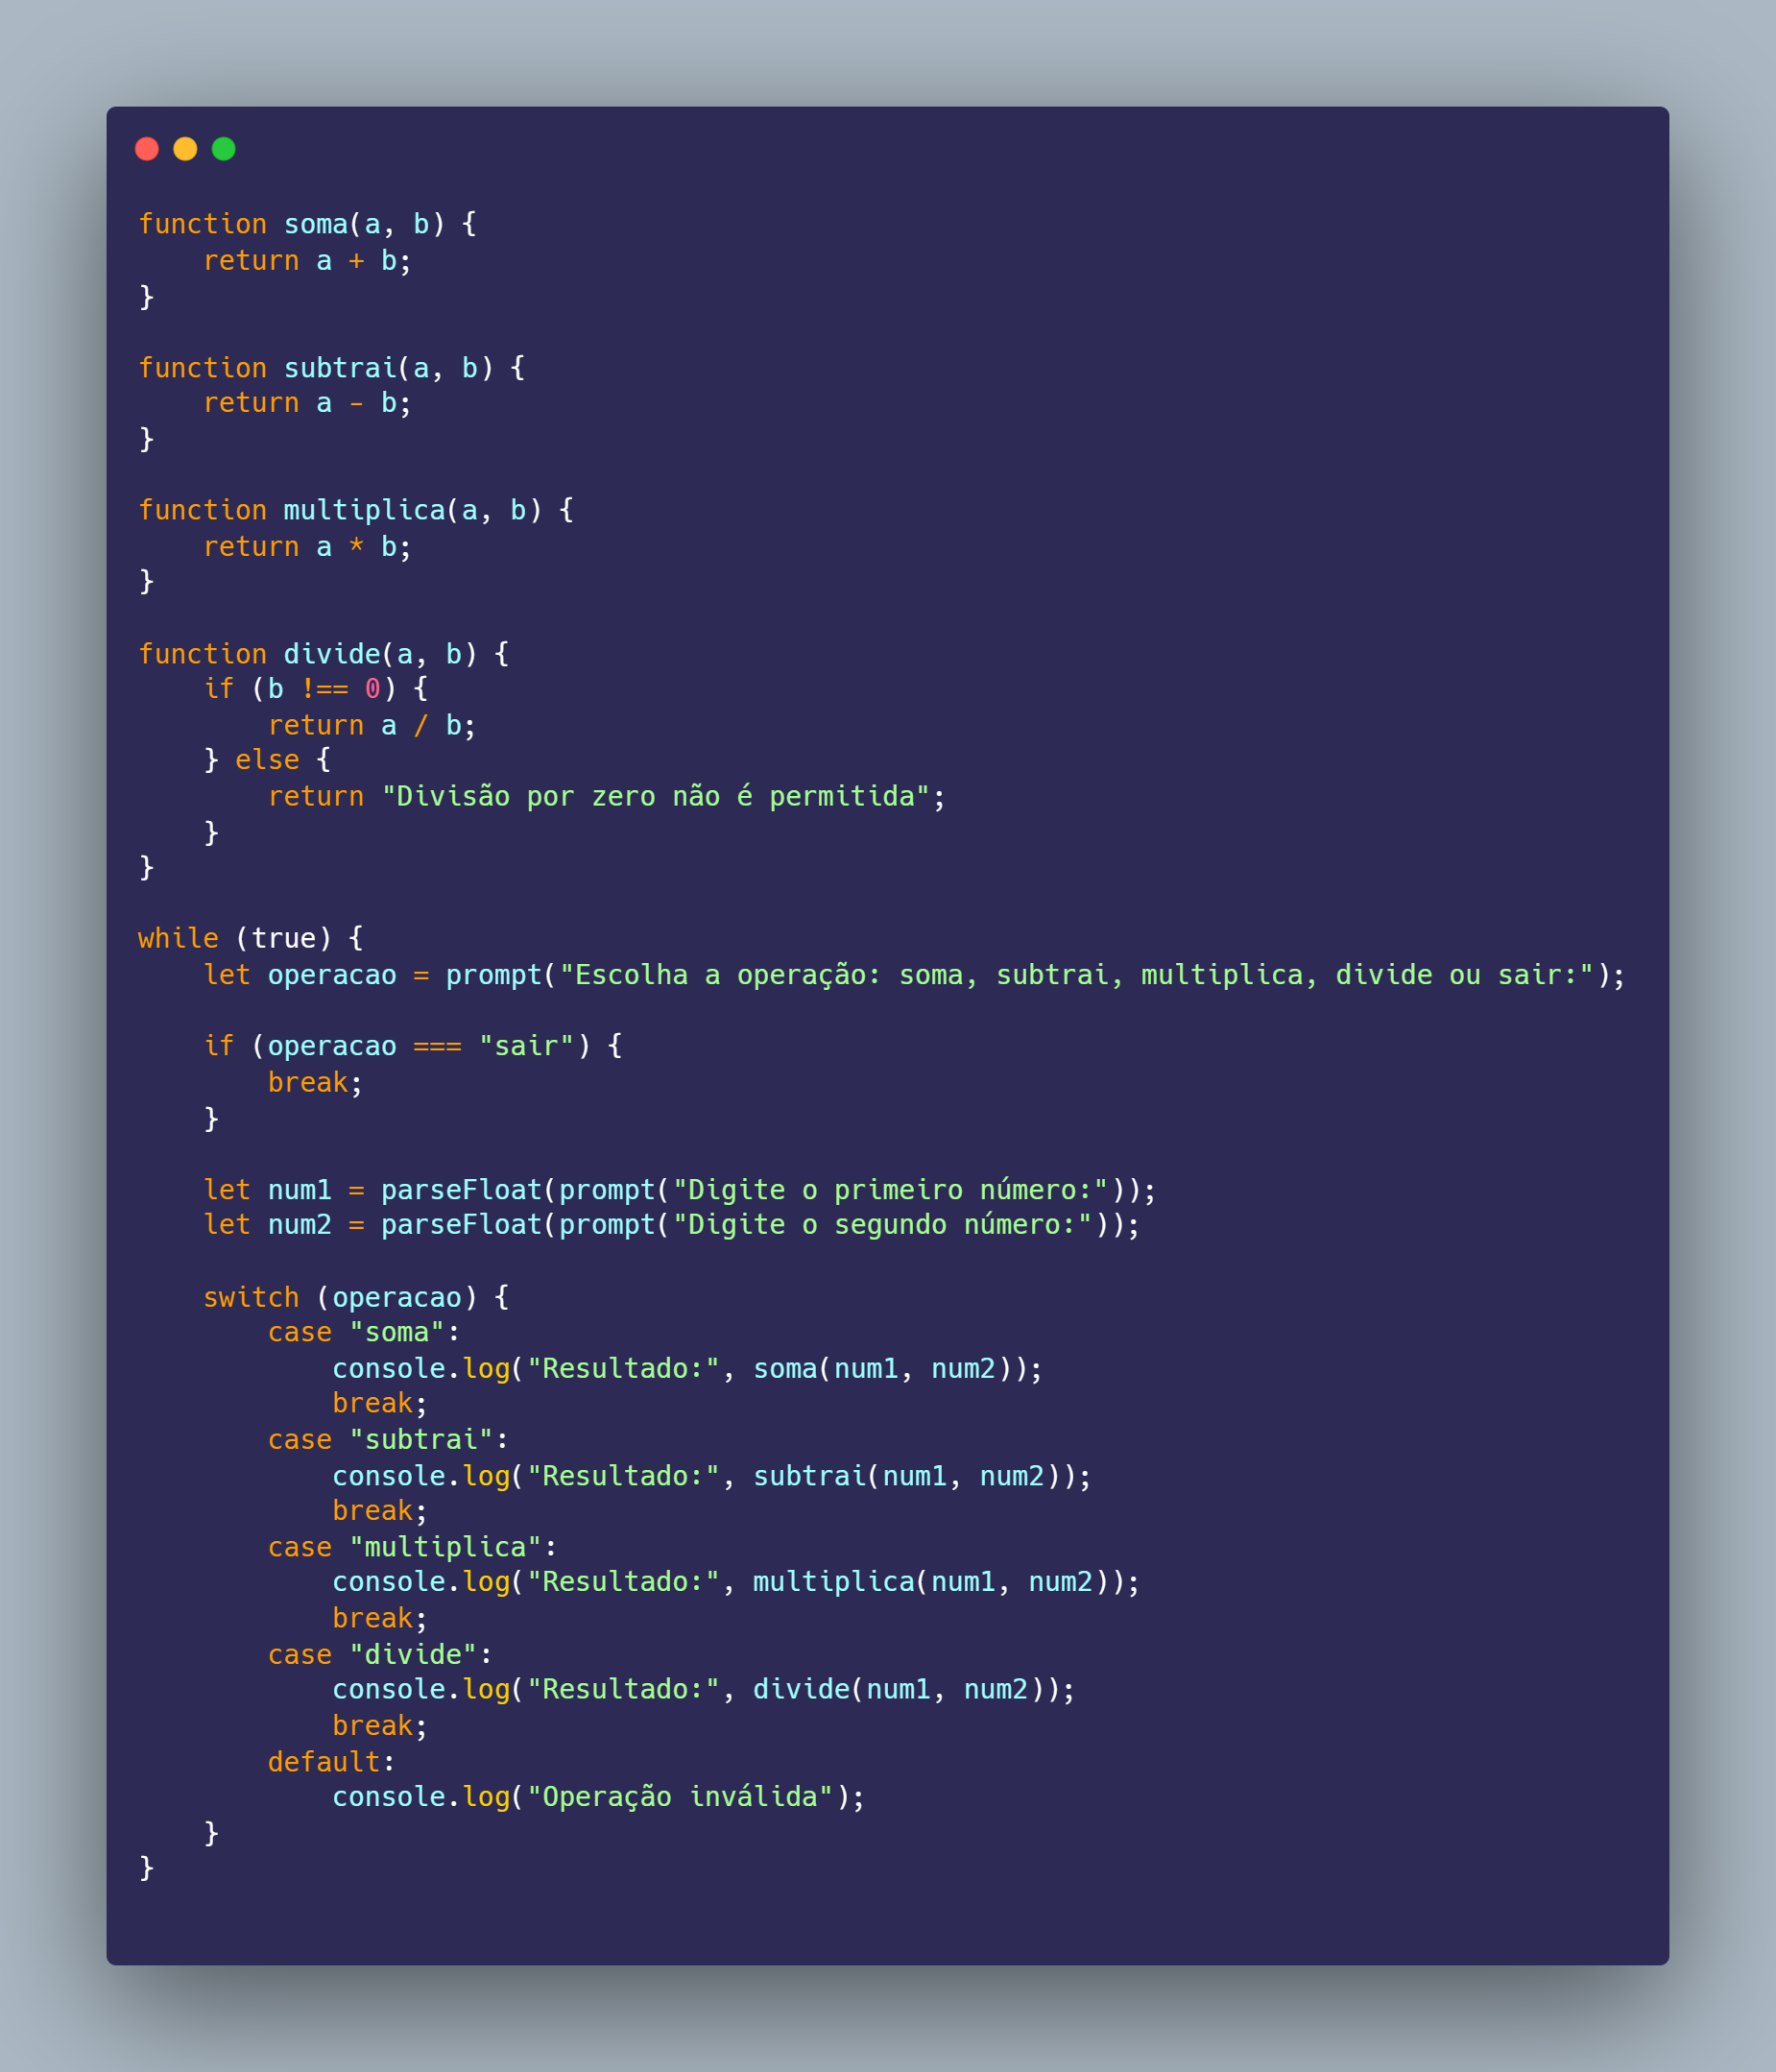 function soma(a, b) {
    return a + b;
}

function subtrai(a, b) {
    return a - b;
}

function multiplica(a, b) {
    return a * b;
}

function divide(a, b) {
    if (b !== 0) {
        return a / b;
    } else {
        return "Divisão por zero não é permitida";
    }
}

while (true) {
    let operacao = prompt("Escolha a operação: soma, subtrai, multiplica, divide ou sair:");

    if (operacao === "sair") {
        break;
    }

    let num1 = parseFloat(prompt("Digite o primeiro número:"));
    let num2 = parseFloat(prompt("Digite o segundo número:"));

    switch (operacao) {
        case "soma":
            console.log("Resultado:", soma(num1, num2));
            break;
        case "subtrai":
            console.log("Resultado:", subtrai(num1, num2));
            break;
        case "multiplica":
            console.log("Resultado:", multiplica(num1, num2));
            break;
        case "divide":
            console.log("Resultado:", divide(num1, num2));
            break;
        default:
            console.log("Operação inválida");
    }
}